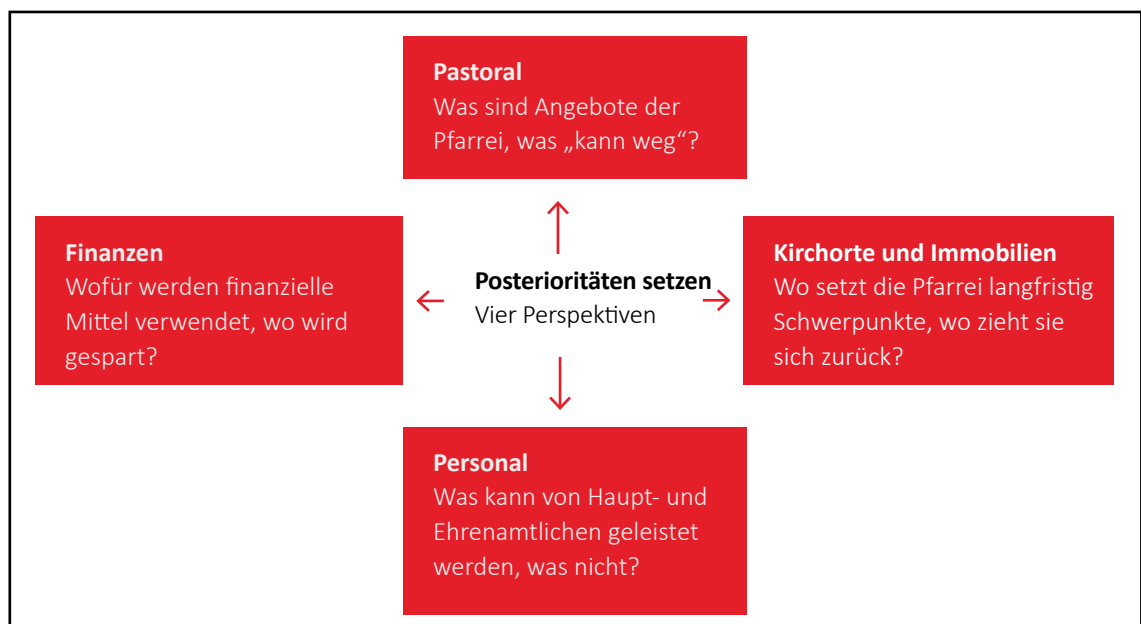 Pastoral
Was sind Angebote der
Pfarrei, was „kann weg“?
Finanzen
Wofür werden finanzielle
Mittel verwendet, wo wird
gespart?
Posterioritäten setzen
Vier Perspektiven
Kirchorte und Immobilien
Wo setzt die Pfarrei langfristig
Schwerpunkte, wo zieht sie
sich zurück?
Personal
Was kann von Haupt- und
Ehrenamtlichen geleistet
werden, was nicht?